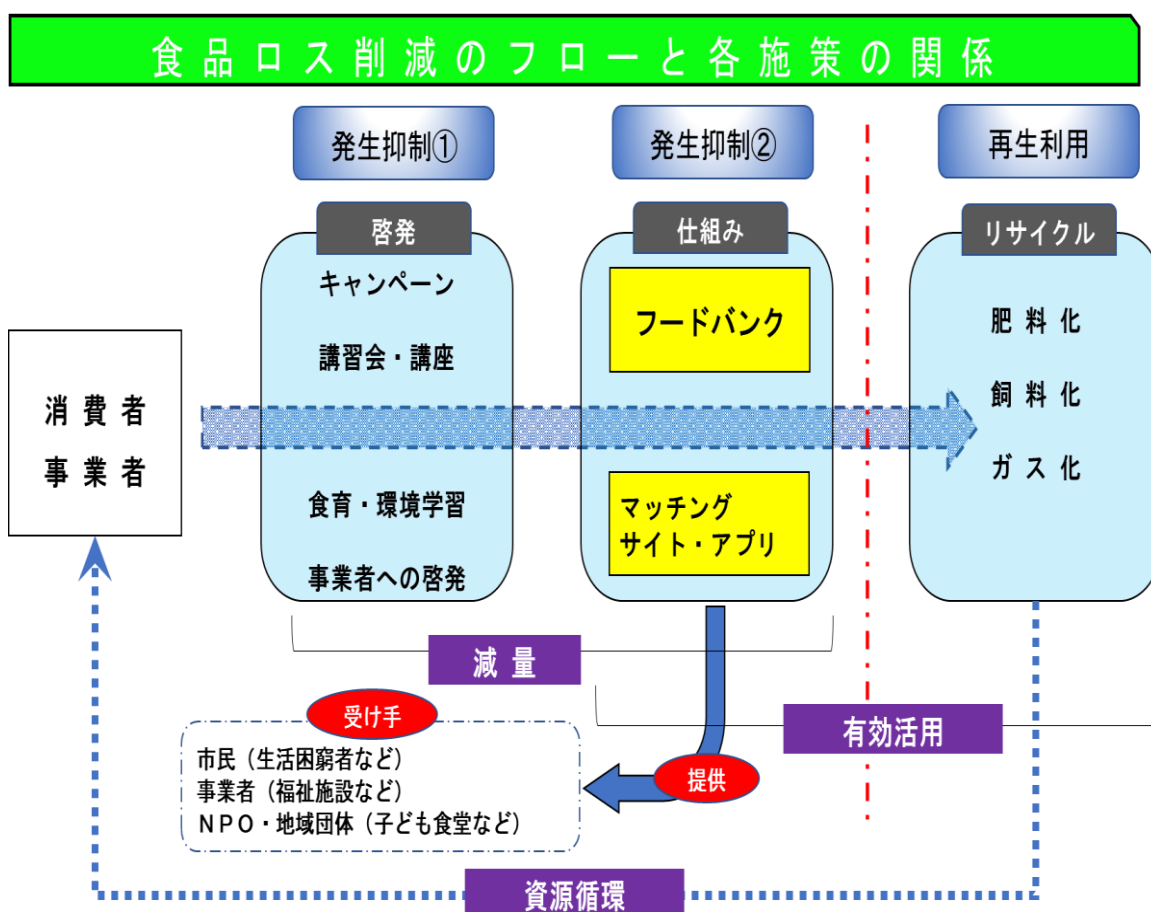 食品ロス削減のフローと各施策の関係
発生抑制①
発生抑制②
再生利用
啓発
仕組み
リサイクル
キャンペーン
講習会・講座
食育・環境学習
事業者への啓発
フードバンク
マッチング
サイト・アプリ
肥料化
飼料化
ガス化
消費者
事業者
減量
有効活用
受け手
市民（生活困窮者など）
事業者（福祉施設など）
ＮＰＯ・地域団体（子ども食堂など）
提供
資源循環